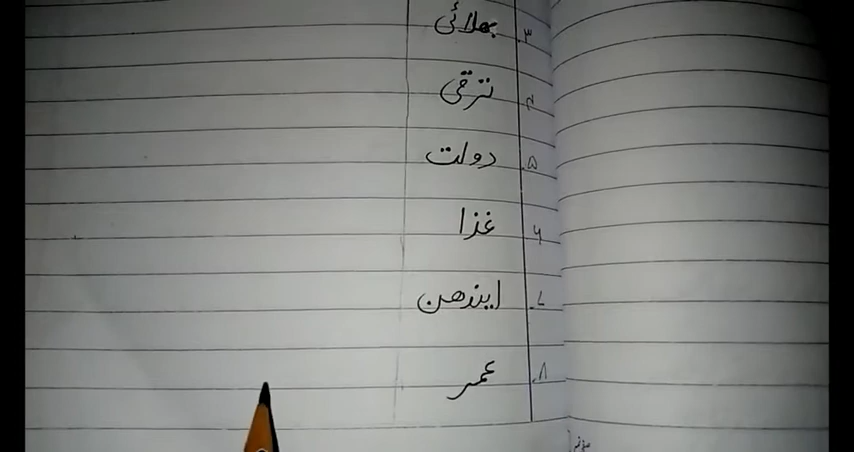 ۳. بھلائی
۴. ترقی
۵. دولت
۶. غذا
۷. ایندھن
۸. عمر